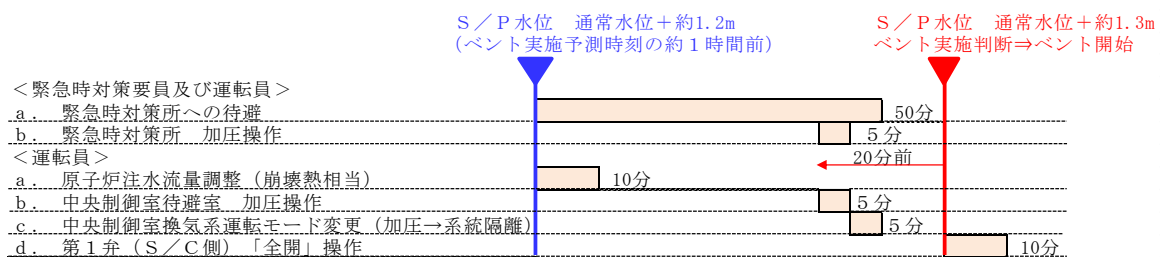 S/P水位　通常水位+約1.2m
(ベント実施予測時刻の約1時間前)
S/P水位　通常水位+約1.3m
ベント実施判断⇒ベント開始
<緊急時対策要員及び運転員>
a.　緊急時対策所への待避
50分
b.　緊急時対策所　加圧操作
5分
<運転員>
20分前
a.　原子炉注水流量調整(崩壊熱相当)
10分
b.　中央制御室待避室　加圧操作
5分
c.　中央制御室換気系運転モード変更(加圧→系統隔離)
5分
d.　第1弁(S/C側)「全開」操作
10分